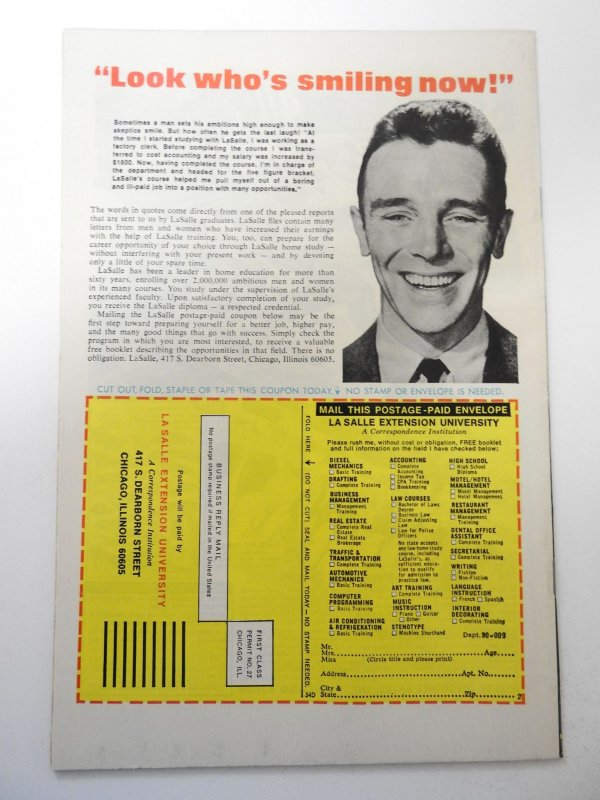 “Look who’s smiling now!”
Sometimes a man sets his ambitions high enough to make
skeptics smile. But how often he gets the last laugh! “At
the time I started studying with LaSalle, I was working as a
factory clerk. Before completing the course I was trans-
ferred to cost accounting and my salary was increased by
$1800. Now, having completed the course, I’m in charge of
the department and headed for the five figure bracket.
LaSalle’s course helped me pull myself out of a boring
and ill-paid job into a position with many opportunities.”
The words in quotes come directly from one of the pleased reports
that are sent to us by LaSalle graduates. LaSalle files contain many
letters from men and women who have increased their earnings
with the help of LaSalle training. You, too, can prepare for the
career opportunity of your choice through LaSalle home study —
without interfering with your present work — and by devoting
only a little of your spare time.
LaSalle has been a leader in home education for more than
sixty years, enrolling over 2,000,000 ambitious men and women
in its many courses. You study under the supervision of LaSalle’s
experienced faculty. Upon satisfactory completion of your study,
you receive the LaSalle diploma — a respected credential.
Mailing the LaSalle postage-paid coupon below may be the
first step toward preparing yourself for a better job, higher pay,
and the many good things that go with success. Simply check the
program in which you are most interested, to receive a valuable
free booklet describing the opportunities in that field. There is no
obligation. LaSalle, 417 S. Dearborn Street, Chicago, Illinois 60605.
CUT OUT, FOLD, STAPLE OR TAPE THIS COUPON TODAY. NO STAMP OR ENVELOPE IS NEEDED.
FIRST CLASS
PERMIT NO. 27
CHICAGO, ILL.
BUSINESS REPLY MAIL
No postage stamp required if mailed in the United States
Postage will be paid by
LA SALLE EXTENSION UNIVERSITY
A Correspondence Institution
417 S. DEARBORN STREET
CHICAGO, ILLINOIS 60605
FOLD HERE (DO NOT CUT) SEAL AND MAIL TODAY—NO STAMP NEEDED.
54D
MAIL THIS POSTAGE-PAID ENVELOPE
LA SALLE EXTENSION UNIVERSITY
A Correspondence Institution
Please rush me, without cost or obligation, FREE booklet
and full information on the field I have checked below:
DIESEL
MECHANICS
Basic Training
DRAFTING
Complete Training
BUSINESS
MANAGEMENT
Management
Training
REAL ESTATE
Complete Real
Estate
Real Estate
Brokerage
TRAFFIC &
TRANSPORTATION
Complete Training
AUTOMOTIVE
MECHANICS
Basic Training
COMPUTER
PROGRAMMING
Basic Training
AIR CONDITIONING
& REFRIGERATION
Basic Training
ACCOUNTING
Complete
Accounting
Income Tax
CPA Training
Bookkeeping
LAW COURSES
Bachelor of Laws
Degree
Business Law
Claim Adjusting
Law
Law for Police
Officers
No state accepts
any law home study
course, including
LaSalle's, as
sufficient educa-
tion to qualify
for admission to
practice law.
ART TRAINING
Complete Training
MUSIC
INSTRUCTION
Piano Guitar
Other
STENOTYPE
Machine Shorthand
HIGH SCHOOL
High School
Diploma
MOTEL/HOTEL
MANAGEMENT
Motel Management
Hotel Management
RESTAURANT
MANAGEMENT
Management
Training
DENTAL OFFICE
ASSISTANT
Complete Training
SECRETARIAL
Complete Training
WRITING
Fiction
Non-Fiction
LANGUAGE
INSTRUCTION
French Spanish
INTERIOR
DECORATING
Complete Training
Dept. 90-009
Mr.
Mrs. Age
Miss (Circle title and please print)
Address Apt. No.
City &
State Zip 2